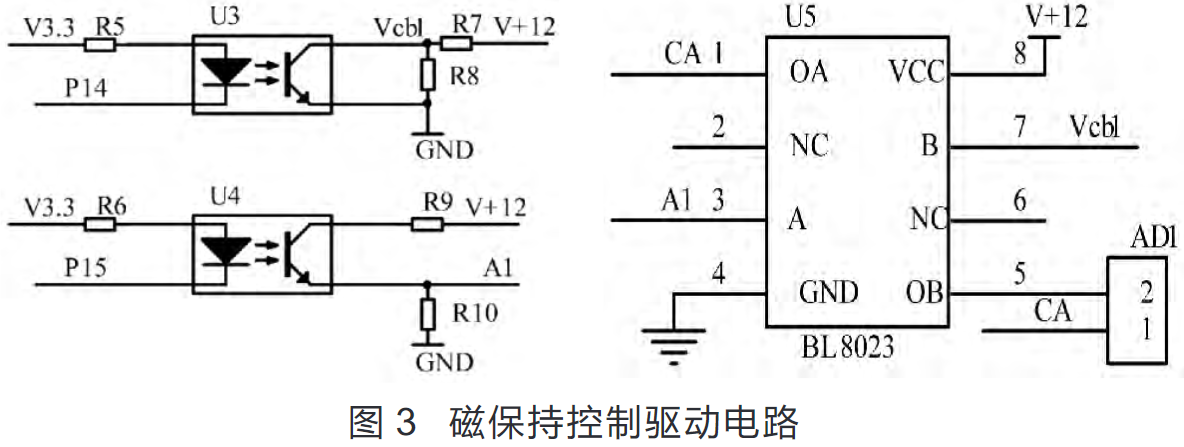 V3.3 R5 U3 Vcbl R7 V+12
R8
P14
GND
V3.3 R6 U4 R9 V+12
P15 A1
R10
GND
U5 V+12
CA 1 OA VCC 8
2 NC B 7 Vcbl
A1 3 A NC 6
AD1
4 GND OB 5 2
CA 1
BL8023
图 3 磁保持控制驱动电路